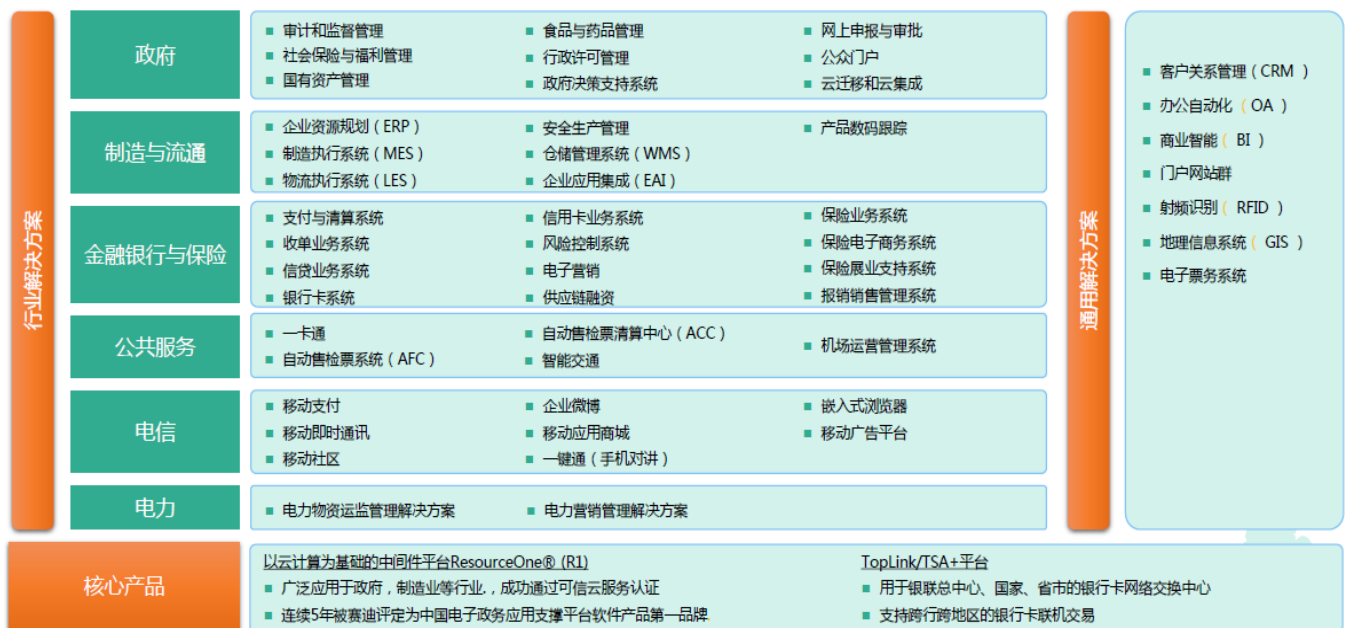 行业解决方案
政府
审计和监督管理
社会保险与福利管理
国有资产管理
食品与药品管理
行政许可管理
政府决策支持系统
网上申报与审批
公众门户
云迁移和云集成
制造与流通
企业资源规划(ERP)
制造执行系统(MES)
物流执行系统(LES)
安全生产管理
仓储管理系统(WMS)
企业应用集成(EAI)
产品数码跟踪
金融银行与保险
支付与清算系统
收单业务系统
信贷业务系统
银行卡系统
信用卡业务系统
风险控制系统
电子营销
供应链融资
保险业务系统
保险电子商务系统
保险展业支持系统
报销销售管理系统
公共服务
一卡通
自动售检票系统(AFC)
自动售检票清算中心(ACC)
智能交通
机场运营管理系统
电信
移动支付
移动即时通讯
移动社区
企业微博
移动应用商城
一键通(手机对讲)
嵌入式浏览器
移动广告平台
电力
电力物资运监管理解决方案
电力营销管理解决方案
通用解决方案
客户关系管理(CRM )
办公自动化( OA )
商业智能( BI )
门户网站群
射频识别( RFID )
地理信息系统( GIS )
电子票务系统
核心产品
以云计算为基础的中间件平台ResourceOne® (R1)
广泛应用于政府,制造业等行业.,成功通过可信云服务认证
连续5年被赛迪评定为中国电子政务应用支撑平台软件产品第一品牌.
TopLink/TSA+平台
用于银联总中心、国家、省市的银行卡网络交换中心
支持跨行跨地区的银行卡联机交易